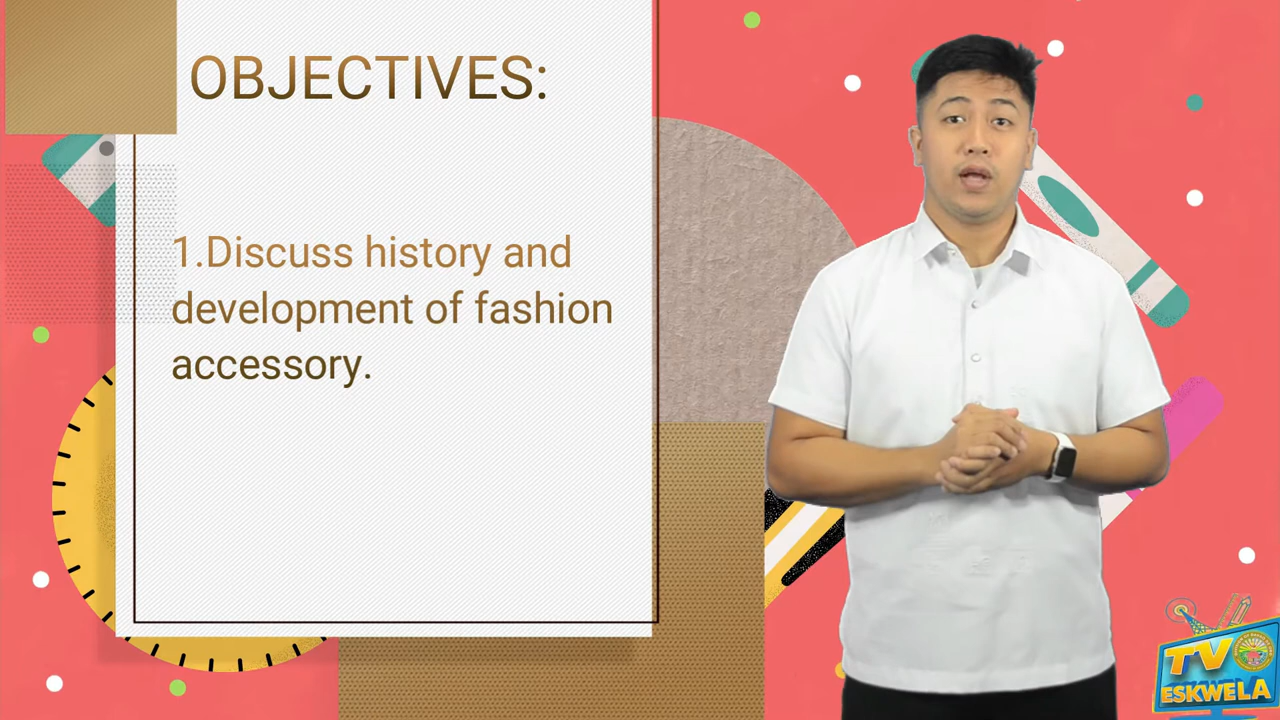 OBJECTIVES:
1.Discuss history and
development of fashion
accessory.
TV
ESKWELA